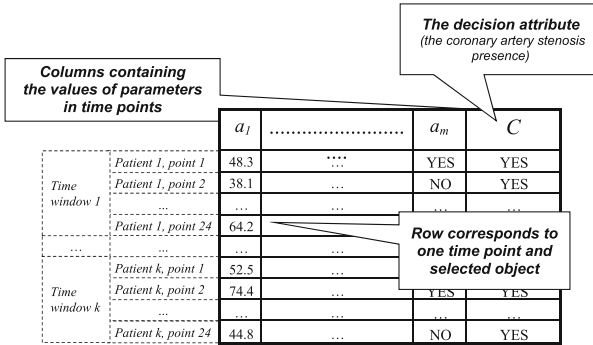 The decision attribute
(the coronary artery stenosis
presence)
Columns containing
the values of parameters
in time points
a1 ........................ am C
Time
window 1
Patient 1, point 1 48.3 .... ... YES YES
Patient 1, point 2 38.1 ... NO YES
... ... ... ... ...
Patient 1, point 24 64.2
Row corresponds to
one time point and
selected object
... ... ... ...
Time
window k
Patient k, point 1 52.5 ...
Patient k, point 2 74.4 ... YES YES
... ... ... ... ...
Patient k, point 24 44.8 ... NO YES